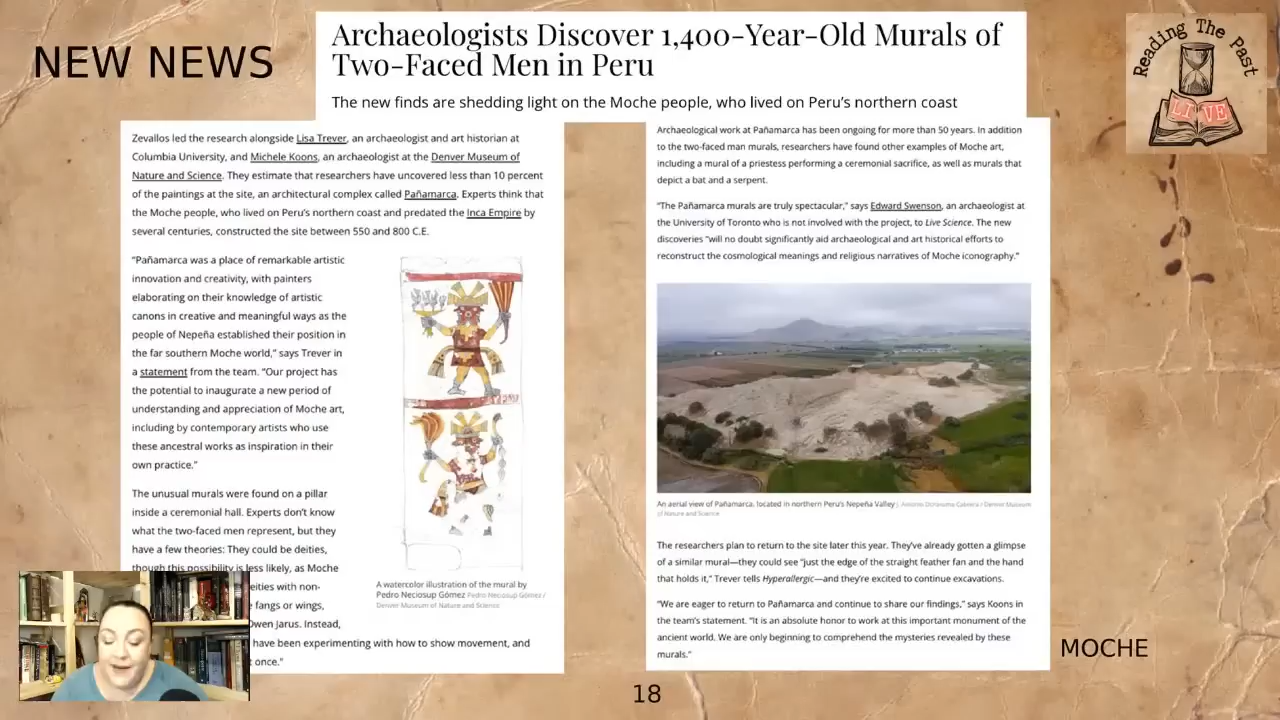 NEW NEWS
Archaeologists Discover 1,400-Year-Old Murals of
Two-Faced Men in Peru
The new finds are shedding light on the Moche people, who lived on Peru's northern coast
Reading The Past
LIVE
Zevallos led the research alongside Lisa Trever, an archaeologist and art historian at
Columbia University, and Michele Koons, an archaeologist at the Denver Museum of
Nature and Science. They estimate that researchers have uncovered less than 10 percent
of the paintings at the site, an architectural complex called Pañamarca. Experts think that
the Moche people, who lived on Peru's northern coast and predated the Inca Empire by
several centuries, constructed the site between 550 and 800 C.E.
"Pañamarca was a place of remarkable artistic
innovation and creativity, with painters
elaborating on their knowledge of artistic
canons in creative and meaningful ways as the
people of Nepeña established their position in
the far southern Moche world," says Trever in
a statement from the team. "Our project has
the potential to inaugurate a new period of
understanding and appreciation of Moche art,
including by contemporary artists who use
these ancestral works as inspiration in their
own practice."
The unusual murals were found on a pillar
inside a ceremonial hall. Experts don't know
what the two-faced men represent, but they
have a few theories: They could be deities,
though this possibility is less likely, as Moche
eities with non-
fangs or wings,
Owen Jarus. Instead,
have been experimenting with how to show movement, and
once."
A watercolor illustration of the mural by
Pedro Neciosup Gómez Pedro Neciosup Gómez /
Denver Museum of Nature and Science
Archaeological work at Pañamarca has been ongoing for more than 50 years. In addition
to the two-faced man murals, researchers have found other examples of Moche art,
including a mural of a priestess performing a ceremonial sacrifice, as well as murals that
depict a bat and a serpent.
"The Pañamarca murals are truly spectacular," says Edward Swenson, an archaeologist at
the University of Toronto who is not involved with the project, to Live Science. The new
discoveries "will no doubt significantly aid archaeological and art historical efforts to
reconstruct the cosmological meanings and religious narratives of Moche iconography."
An aerial view of Pañamarca, located in northern Peru's Nepeña Valley | Antonio Cabrera / Denver Museum
of Nature and Science
The researchers plan to return to the site later this year. They've already gotten a glimpse
of a similar mural—they could see "just the edge of the straight feather fan and the hand
that holds it," Trever tells Hyperallergic—and they're excited to continue excavations.
"We are eager to return to Pañamarca and continue to share our findings," says Koons in
the team's statement. "It is an absolute honor to work at this important monument of the
ancient world. We are only beginning to comprehend the mysteries revealed by these
murals."
MOCHE
18